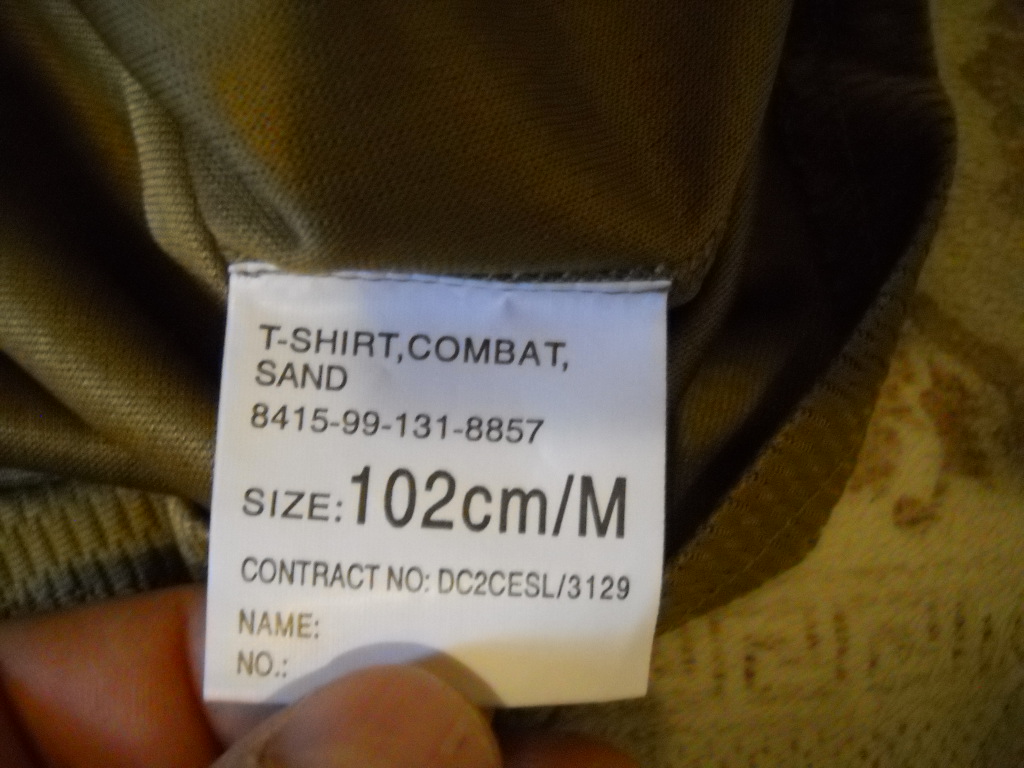 T-SHIRT,COMBAT,
SAND
8415-99-131-8857
SIZE:102cm/M
CONTRACT NO: DC2CESL/3129
NAME:
NO.: